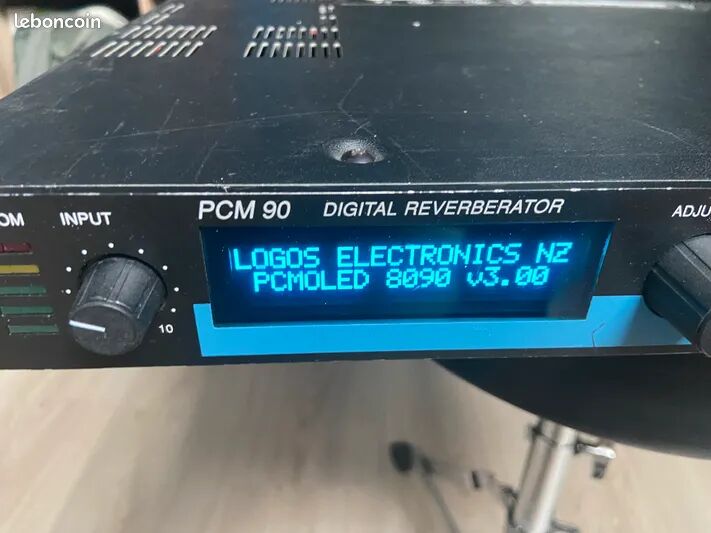 leboncoin
INPUT
PCM 90 DIGITAL REVERBERATOR
LOGOS ELECTRONICS NZ
PCMOLED 8090 v3.00
10